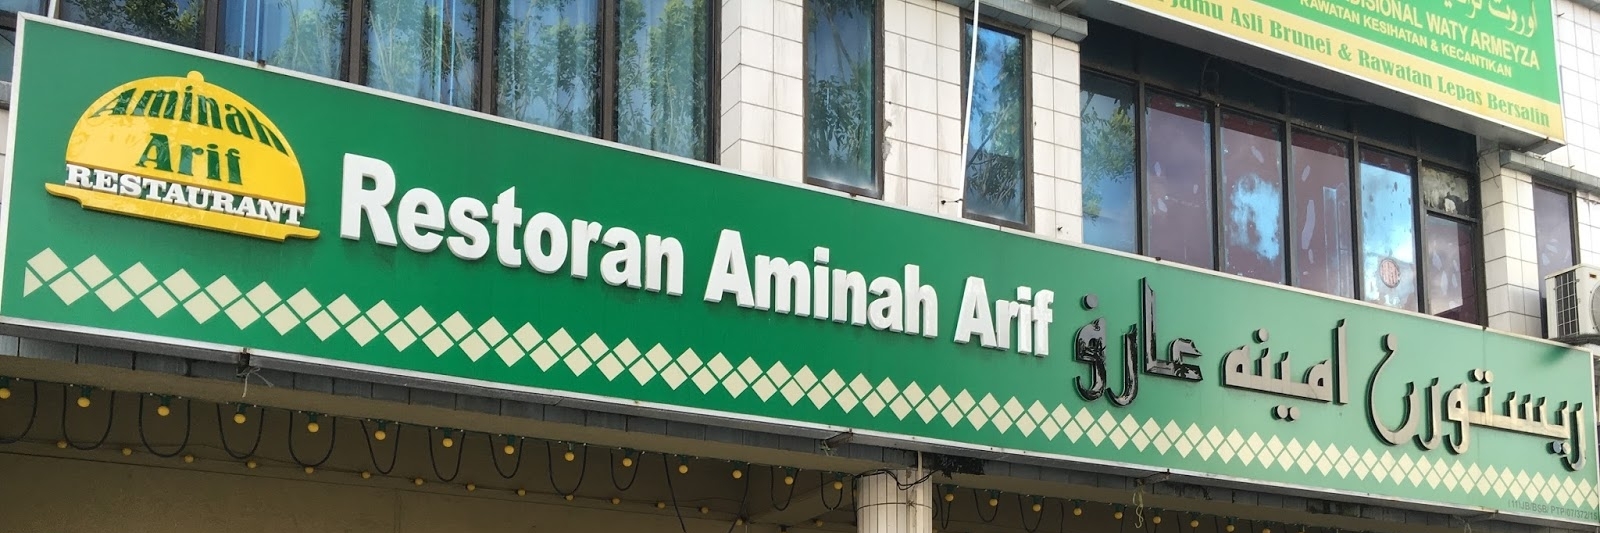 Aminah
Arif
RESTAURANT
Restoran Aminah Arif
ريستورن امينه عارف
WATY ARMEYZA
RAWATAN KESIHATAN & KECANTIKAN
Jamu Asli Brunei & Rawatan Lepas Bersalin